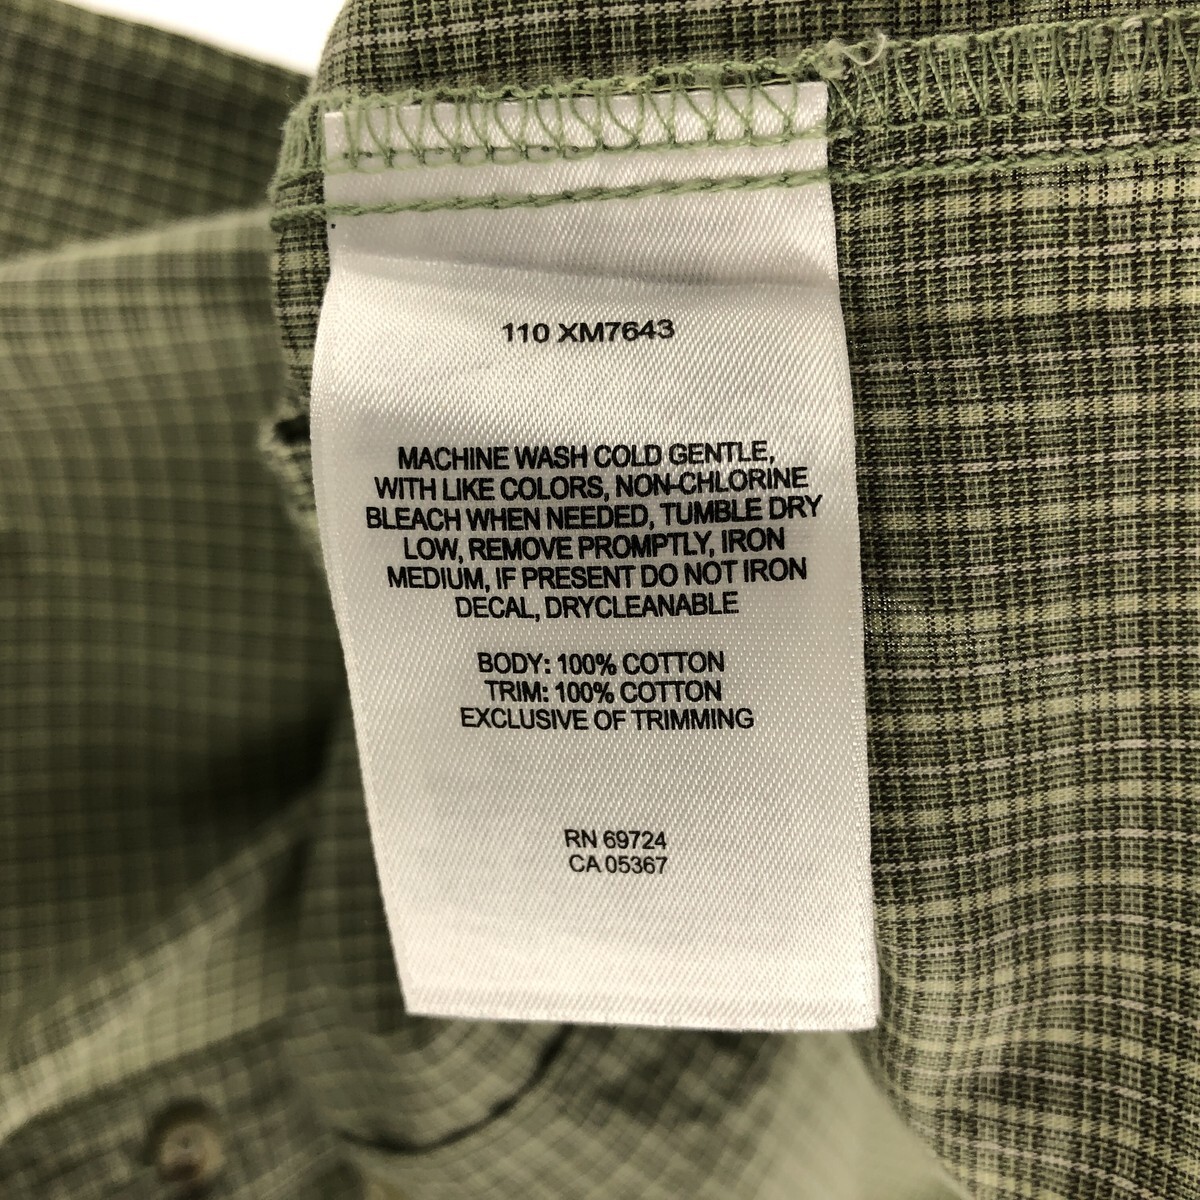 110 XM7643
MACHINE WASH COLD GENTLE,
WITH LIKE COLORS, NON-CHLORINE
BLEACH WHEN NEEDED, TUMBLE DRY
LOW, REMOVE PROMPTLY, IRON
MEDIUM, IF PRESENT DO NOT IRON
DECAL, DRYCLEANABLE
BODY: 100% COTTON
TRIM: 100% COTTON
EXCLUSIVE OF TRIMMING
RN 69724
CA 05367